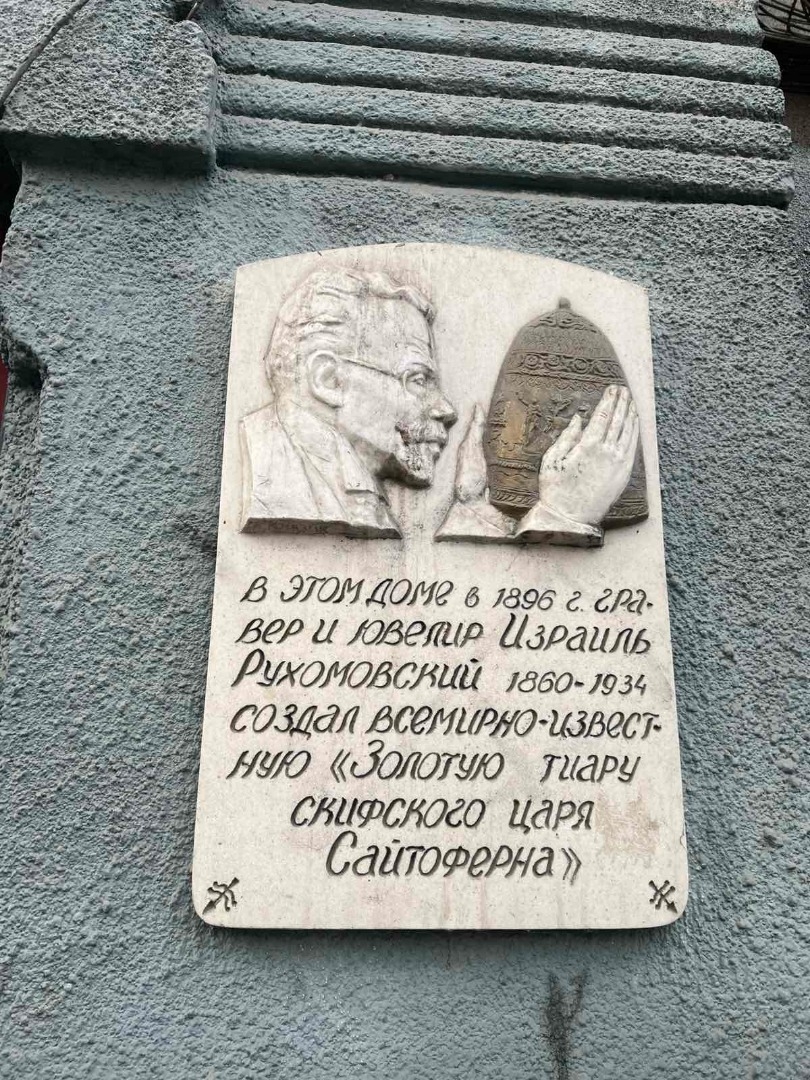 В ЭТОМ ДОМЕ в 1896 г. гра-
вер и ювелир Израиль
Рухомовский 1860-1934
создал всемирно-извест-
ную «Золотую тиару
скифского царя
Сайтоферна»